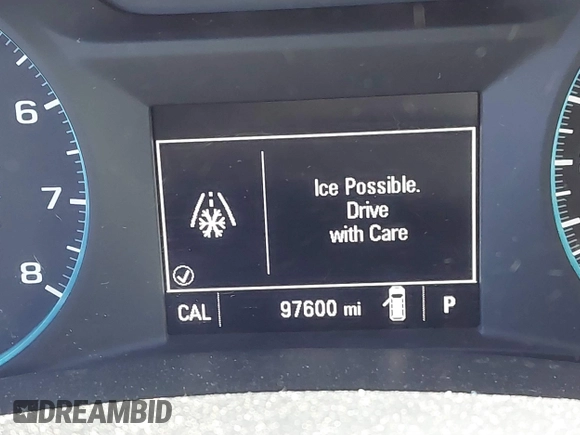 6
7
8
Ice Possible.
Drive
with Care
CAL 97600 mi P
DREAMBID